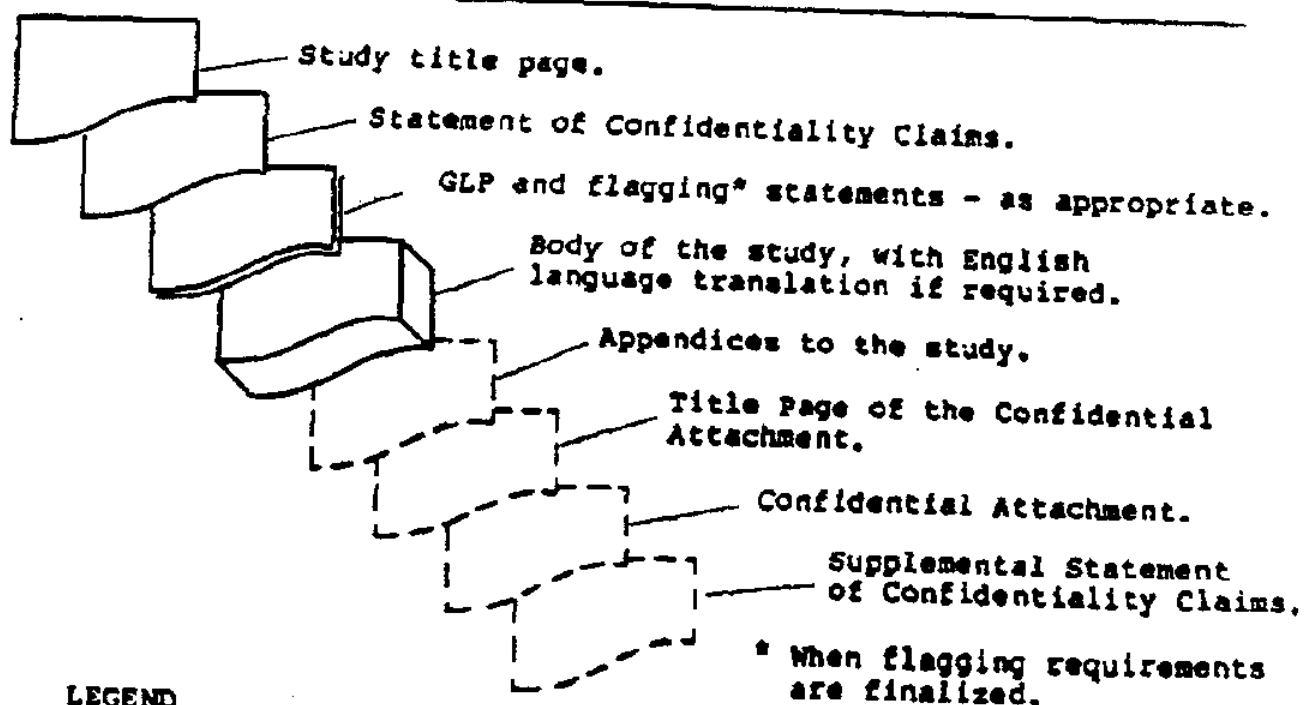 Study title page.
Statement of Confidentiality Claims.
GLP and flagging* statements - as appropriate.
Body of the study, with English
language translation if required.
Appendices to the study.
Title Page of the Confidential
Attachment.
Confidential Attachment.
Supplemental Statement
of Confidentiality Claims.
* When flagging requirements
are finalized.
LEGEND